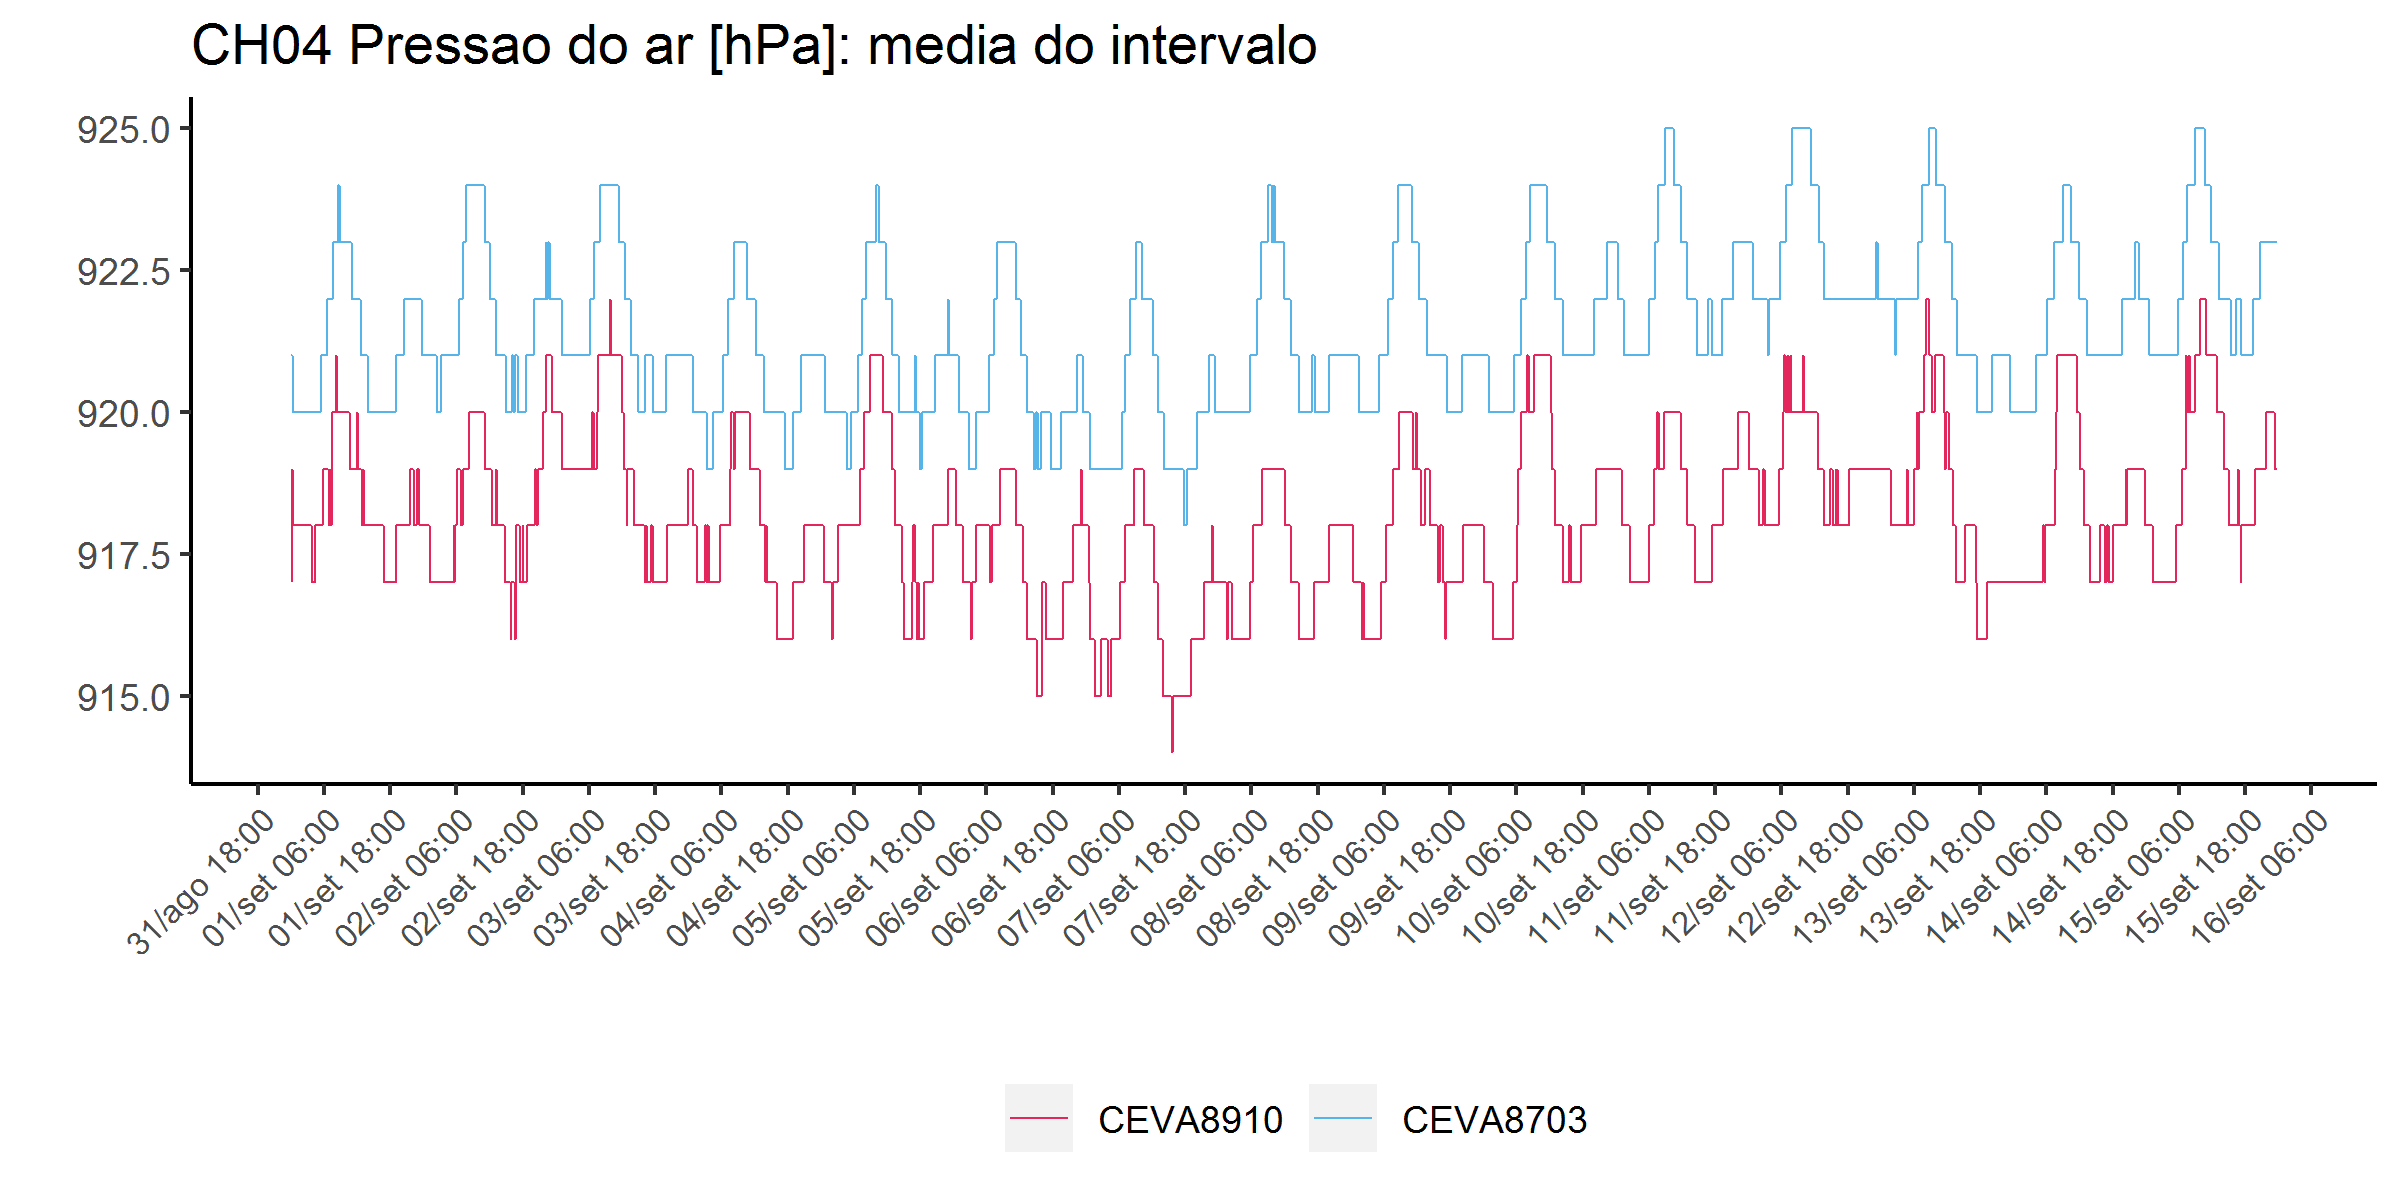 CH04 Pressao do ar [hPa]: media do intervalo
925.0
922.5
920.0
917.5
915.0
31/ago 18:00
01/set 06:00
01/set 18:00
02/set 06:00
02/set 18:00
03/set 06:00
03/set 18:00
04/set 06:00
04/set 18:00
05/set 06:00
05/set 18:00
06/set 06:00
06/set 18:00
07/set 06:00
07/set 18:00
08/set 06:00
08/set 18:00
09/set 06:00
09/set 18:00
10/set 06:00
10/set 18:00
11/set 06:00
11/set 18:00
12/set 06:00
12/set 18:00
13/set 06:00
13/set 18:00
14/set 06:00
14/set 18:00
15/set 06:00
15/set 18:00
16/set 06:00
CEVA8910 CEVA8703